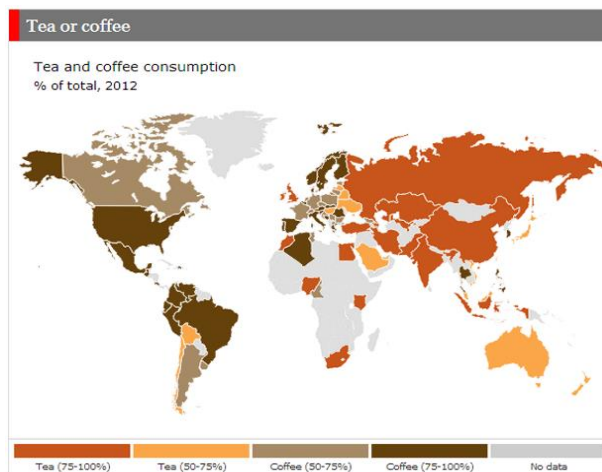 Tea or coffee
Tea and coffee consumption
% of total, 2012
Tea (75-100%)
Tea (50-75%)
Coffee (50-75%)
Coffee (75-100%)
No data